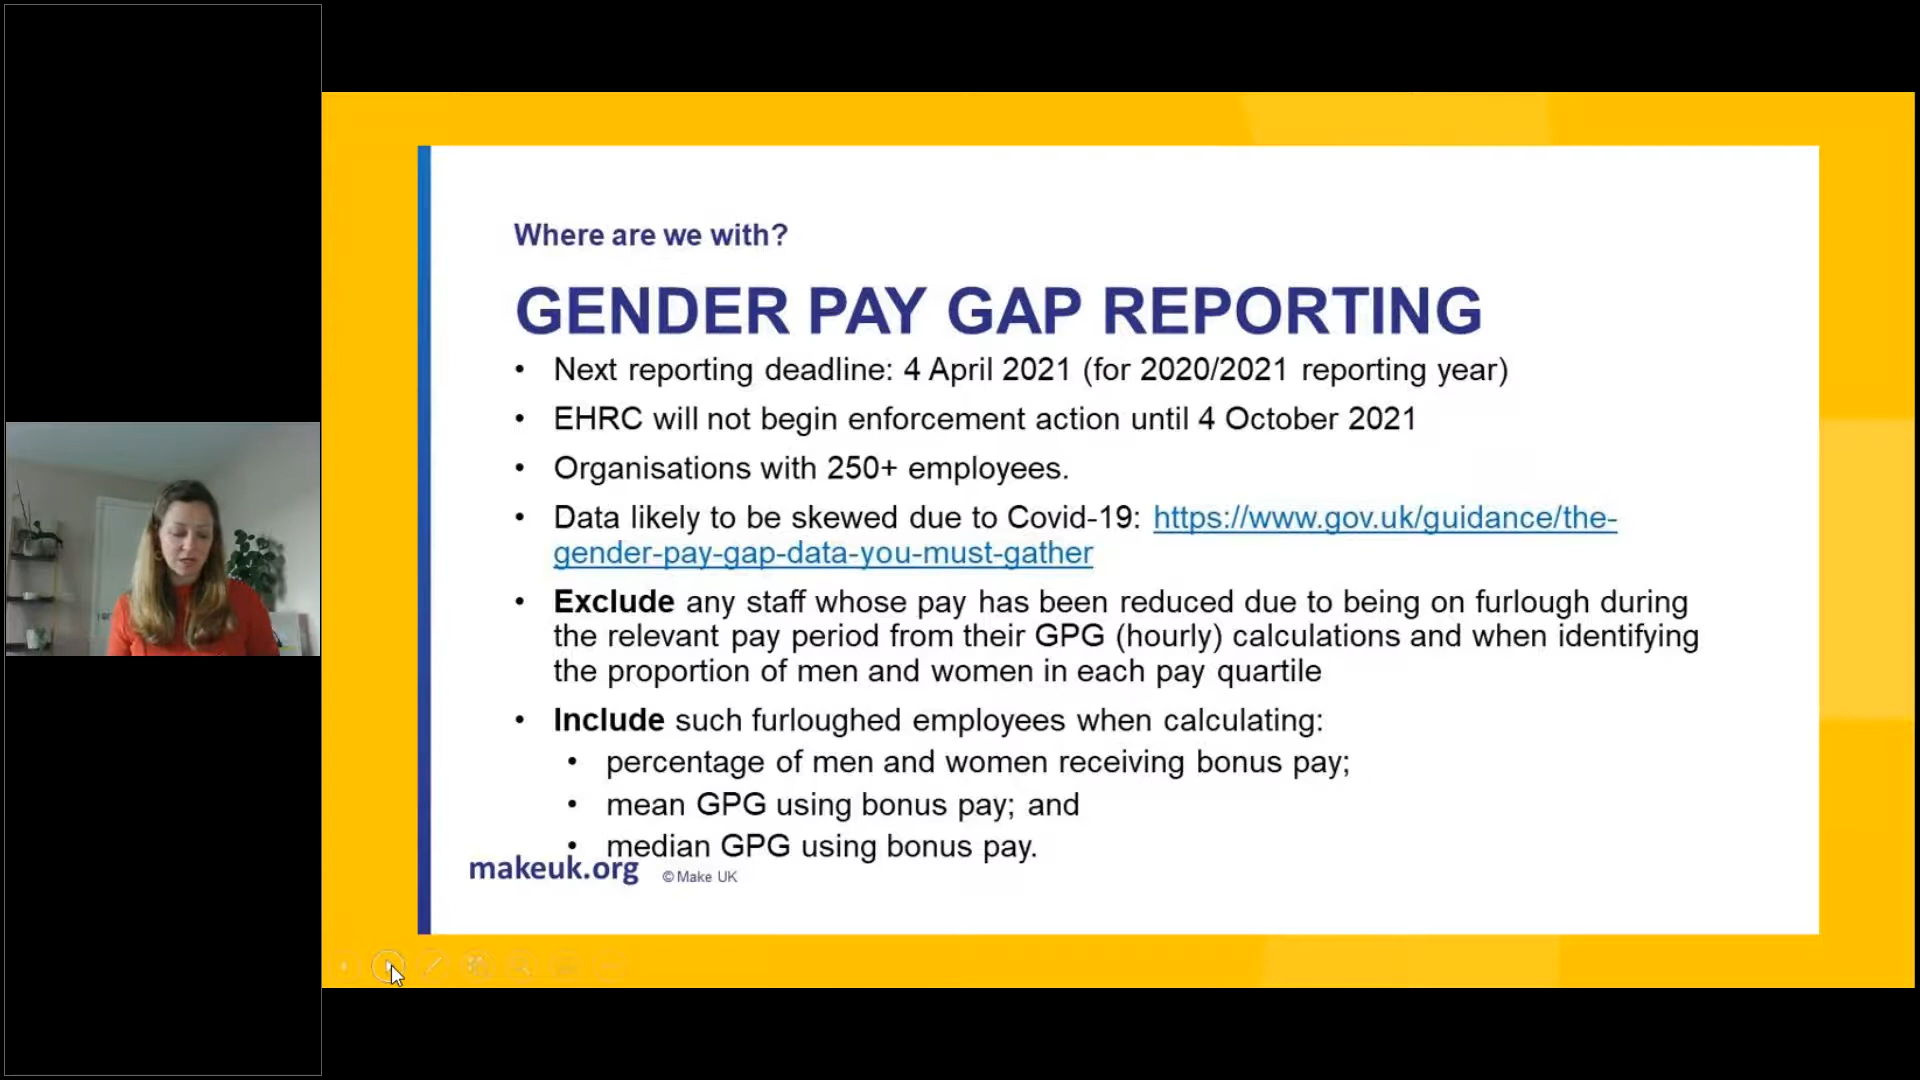 Where are we with?
GENDER PAY GAP REPORTING
• Next reporting deadline: 4 April 2021 (for 2020/2021 reporting year)
• EHRC will not begin enforcement action until 4 October 2021
• Organisations with 250+ employees.
• Data likely to be skewed due to Covid-19: https://www.gov.uk/guidance/the-
gender-pay-gap-data-you-must-gather
• Exclude any staff whose pay has been reduced due to being on furlough during
the relevant pay period from their GPG (hourly) calculations and when identifying
the proportion of men and women in each pay quartile
• Include such furloughed employees when calculating:
• percentage of men and women receiving bonus pay;
• mean GPG using bonus pay; and
• median GPG using bonus pay.
makeuk.org © Make UK